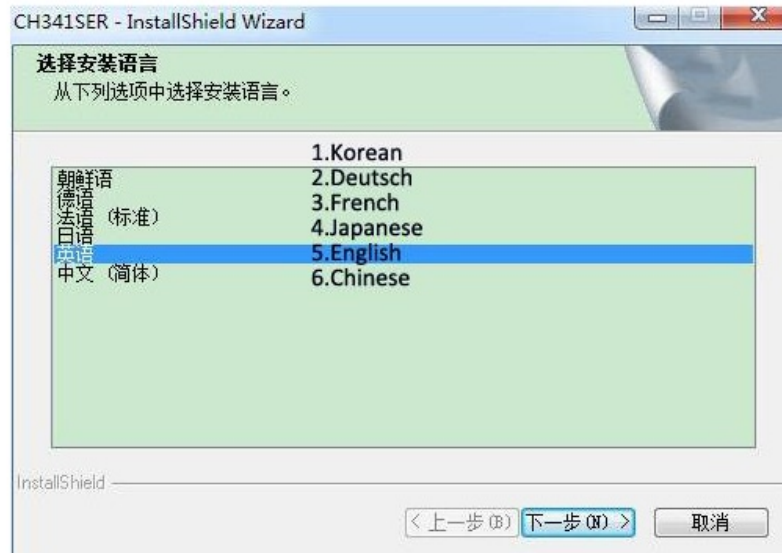 CH341SER - InstallShield Wizard
选择安装语言
从下列选项中选择安装语言。
1.Korean
朝鲜语 2.Deutsch
德语
法语 (标准) 3.French
日语 4.Japanese
英语 5.English
中文 (简体) 6.Chinese
InstallShield
< 上一步(B) 下一步(N) > 取消